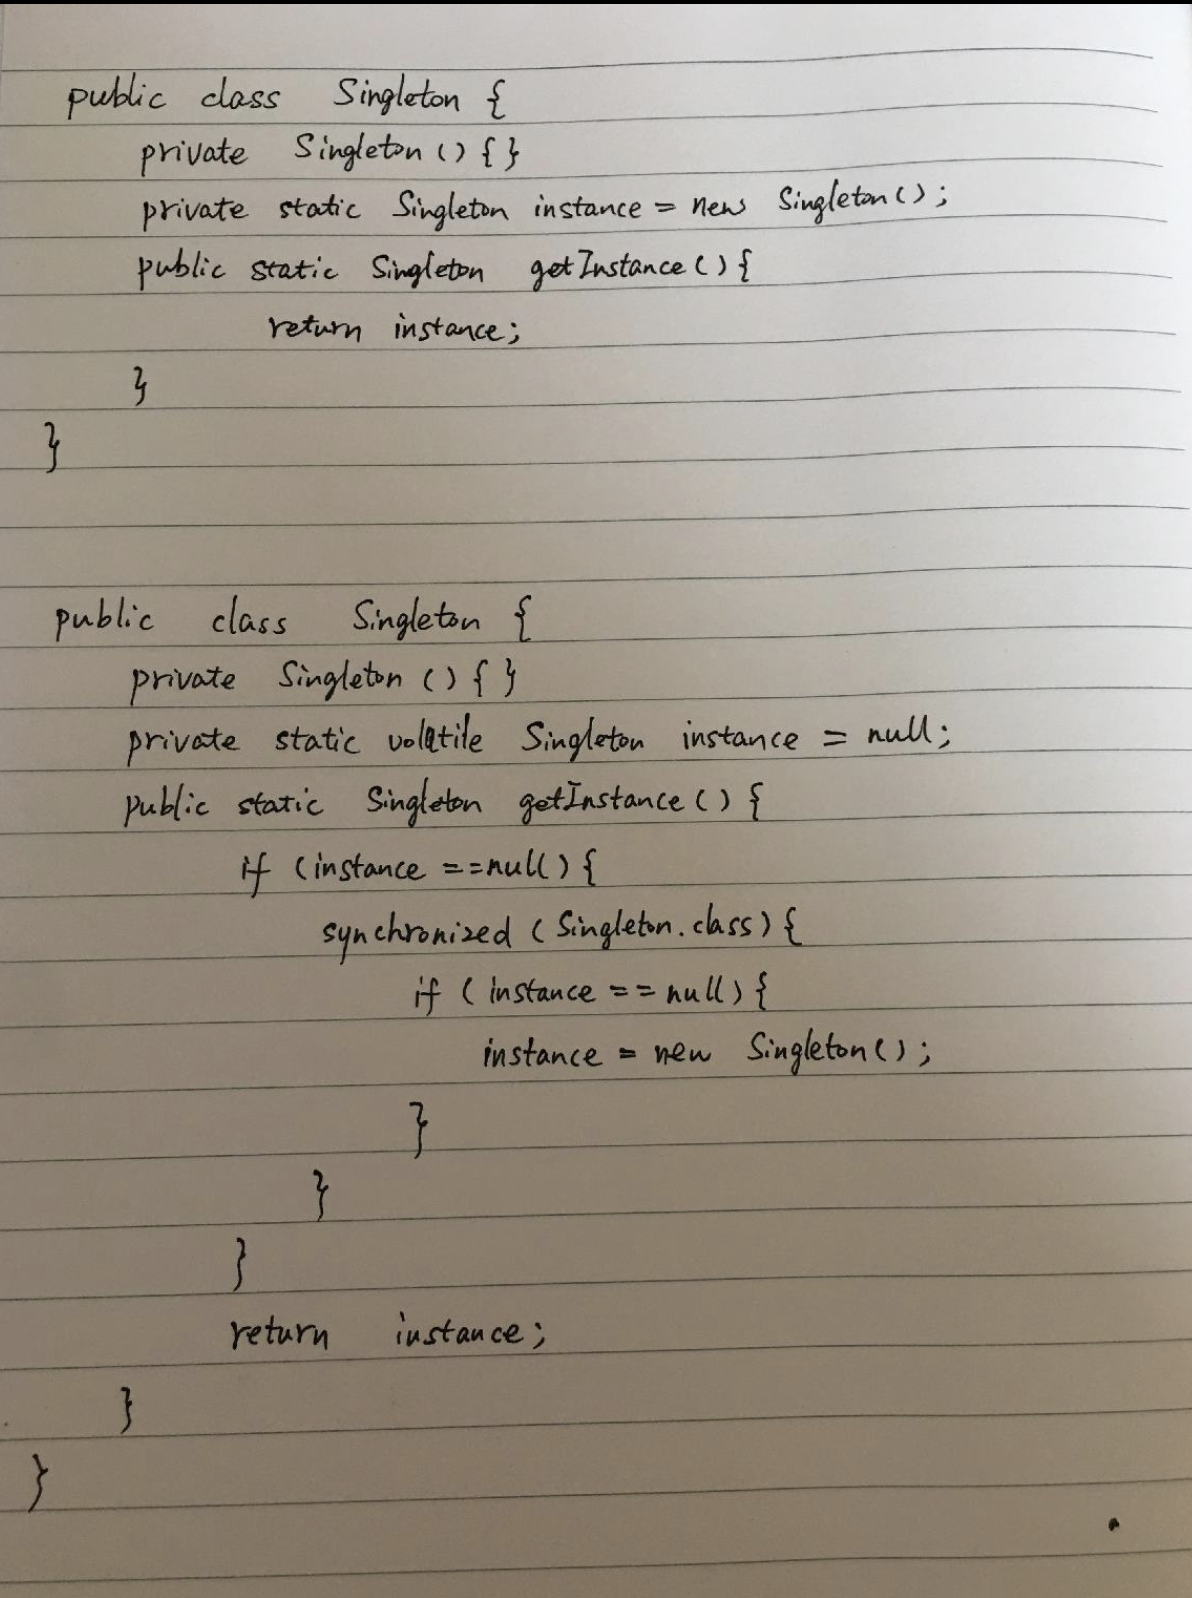 public class Singleton {
private Singleton () { }
private static Singleton instance = new Singleton();
public static Singleton getInstance () {
return instance;
}
}
public class Singleton {
private Singleton () { }
private static volatile Singleton instance = null;
public static Singleton getInstance () {
if (instance == null) {
synchronized (Singleton.class) {
if (instance == null) {
instance = new Singleton();
}
}
}
return instance;
}
}